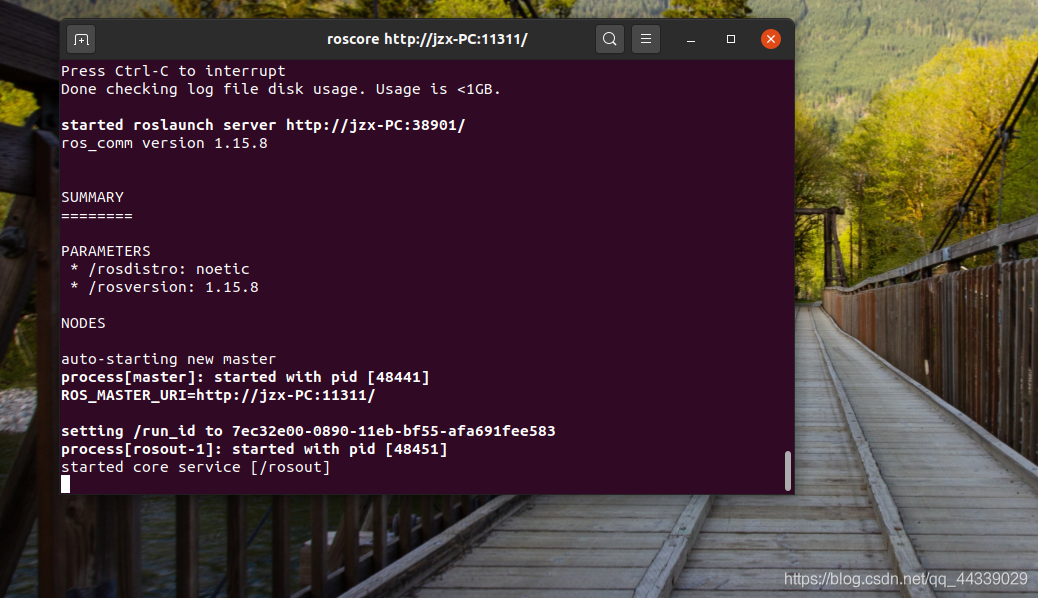 roscore http://jzx-PC:11311/
Press Ctrl-C to interrupt
Done checking log file disk usage. Usage is <1GB.
started roslaunch server http://jzx-PC:38901/
ros_comm version 1.15.8
SUMMARY
========
PARAMETERS
 * /rosdistro: noetic
 * /rosversion: 1.15.8
NODES
auto-starting new master
process[master]: started with pid [48441]
ROS_MASTER_URI=http://jzx-PC:11311/
setting /run_id to 7ec32e00-0890-11eb-bf55-afa691fee583
process[rosout-1]: started with pid [48451]
started core service [/rosout]
https://blog.csdn.net/qq_44339029